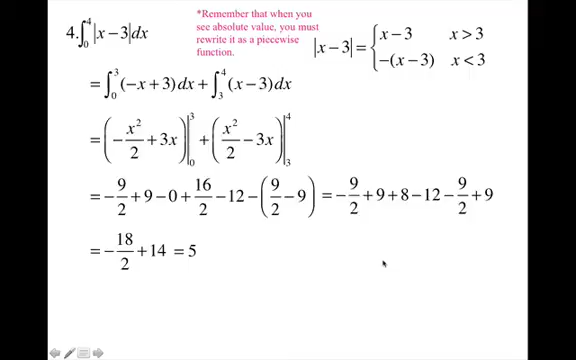 4. ∫₀⁴ |x − 3| dx
*Remember that when you
see absolute value, you must
rewrite it as a piecewise
function.
|x − 3| = { x − 3 x > 3
−(x − 3) x < 3
= ∫₀³ (−x + 3) dx + ∫₃⁴ (x − 3) dx
= (−x²/2 + 3x)|₀³ + (x²/2 − 3x)|₃⁴
= −9/2 + 9 − 0 + 16/2 − 12 − (9/2 − 9) = −9/2 + 9 + 8 − 12 − 9/2 + 9
= −18/2 + 14 = 5